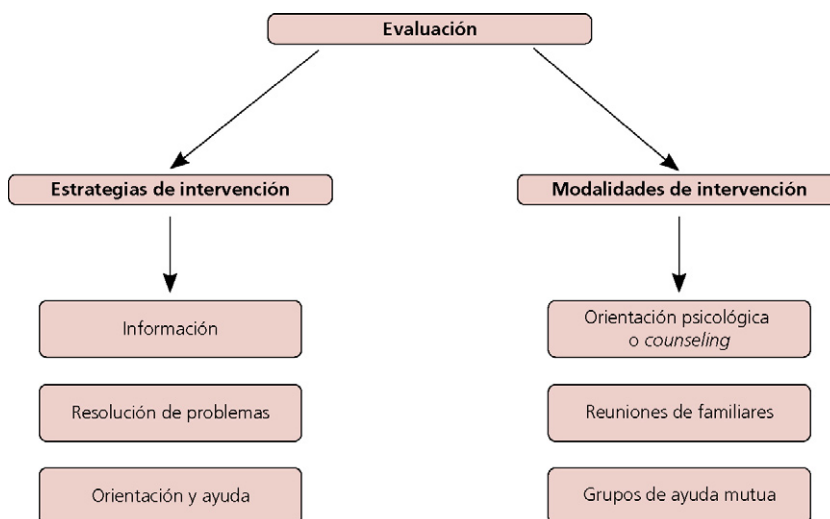 Evaluación
Estrategias de intervención
Modalidades de intervención
Información
Orientación psicológica
o counseling
Resolución de problemas
Reuniones de familiares
Orientación y ayuda
Grupos de ayuda mutua